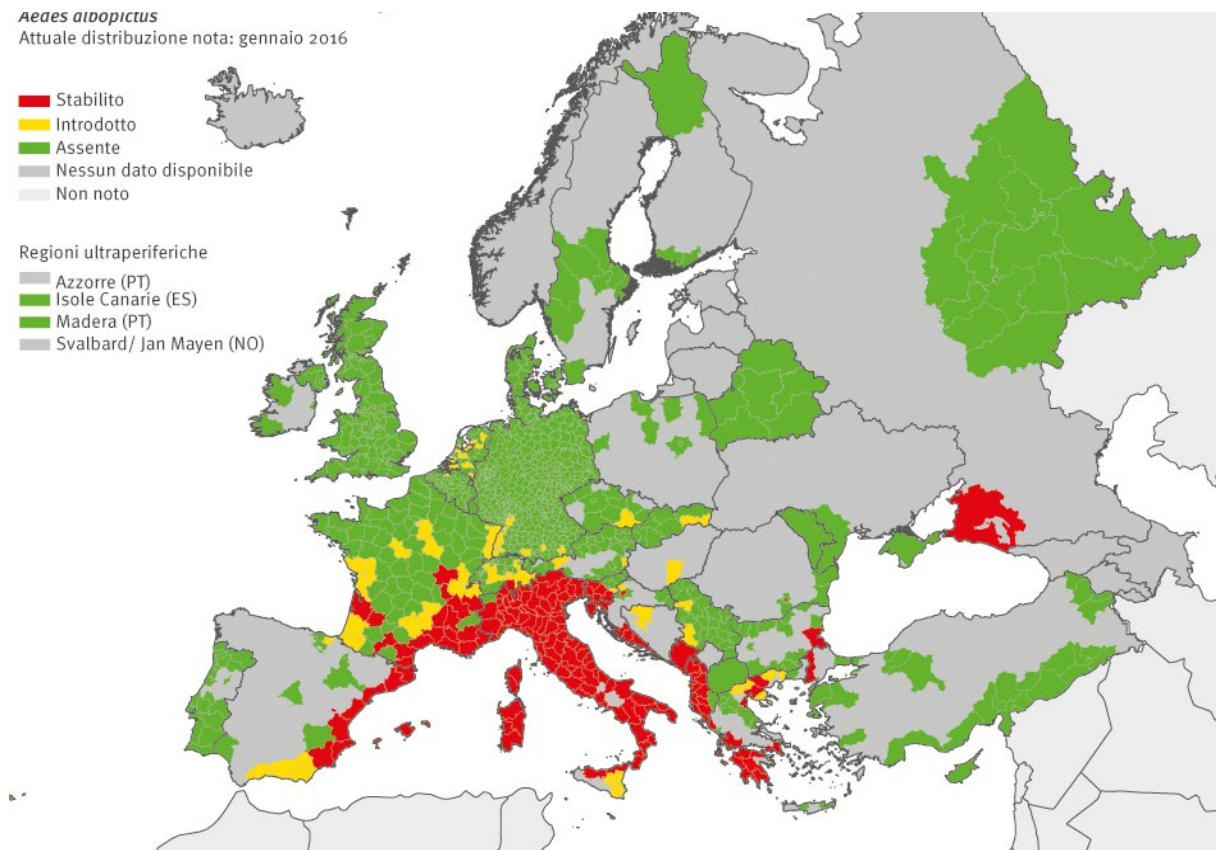 Aedes albopictus
Attuale distribuzione nota: gennaio 2016
Stabilito
Introdotto
Assente
Nessun dato disponibile
Non noto
Regioni ultraperiferiche
Azzorre (PT)
Isole Canarie (ES)
Madera (PT)
Svalbard/ Jan Mayen (NO)